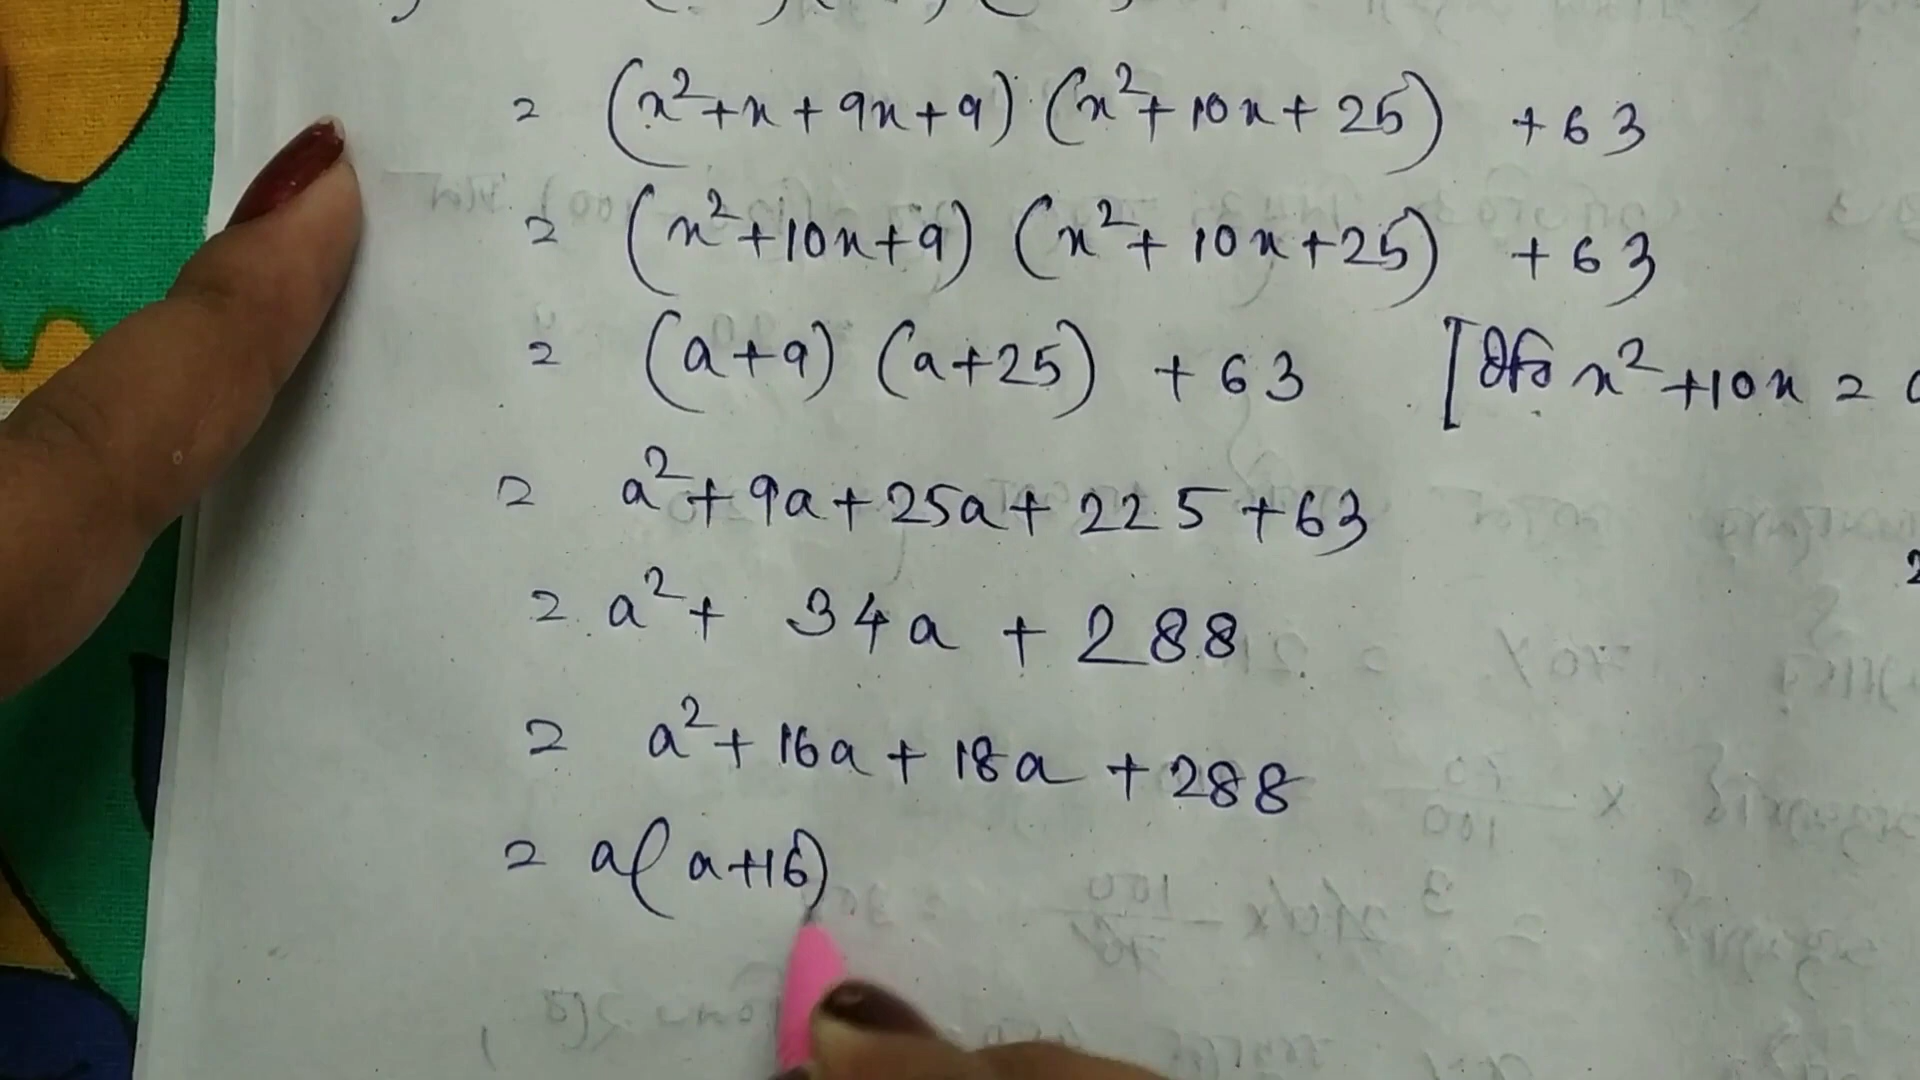 = (x²+x+9x+9) (x²+10x+25) +63
= (x²+10x+9) (x²+10x+25) +63
= (a+9) (a+25) +63 [ধরি x²+10x = a
= a²+9a+25a+225+63
= a²+34a+288
= a²+16a+18a+288
= a(a+16)